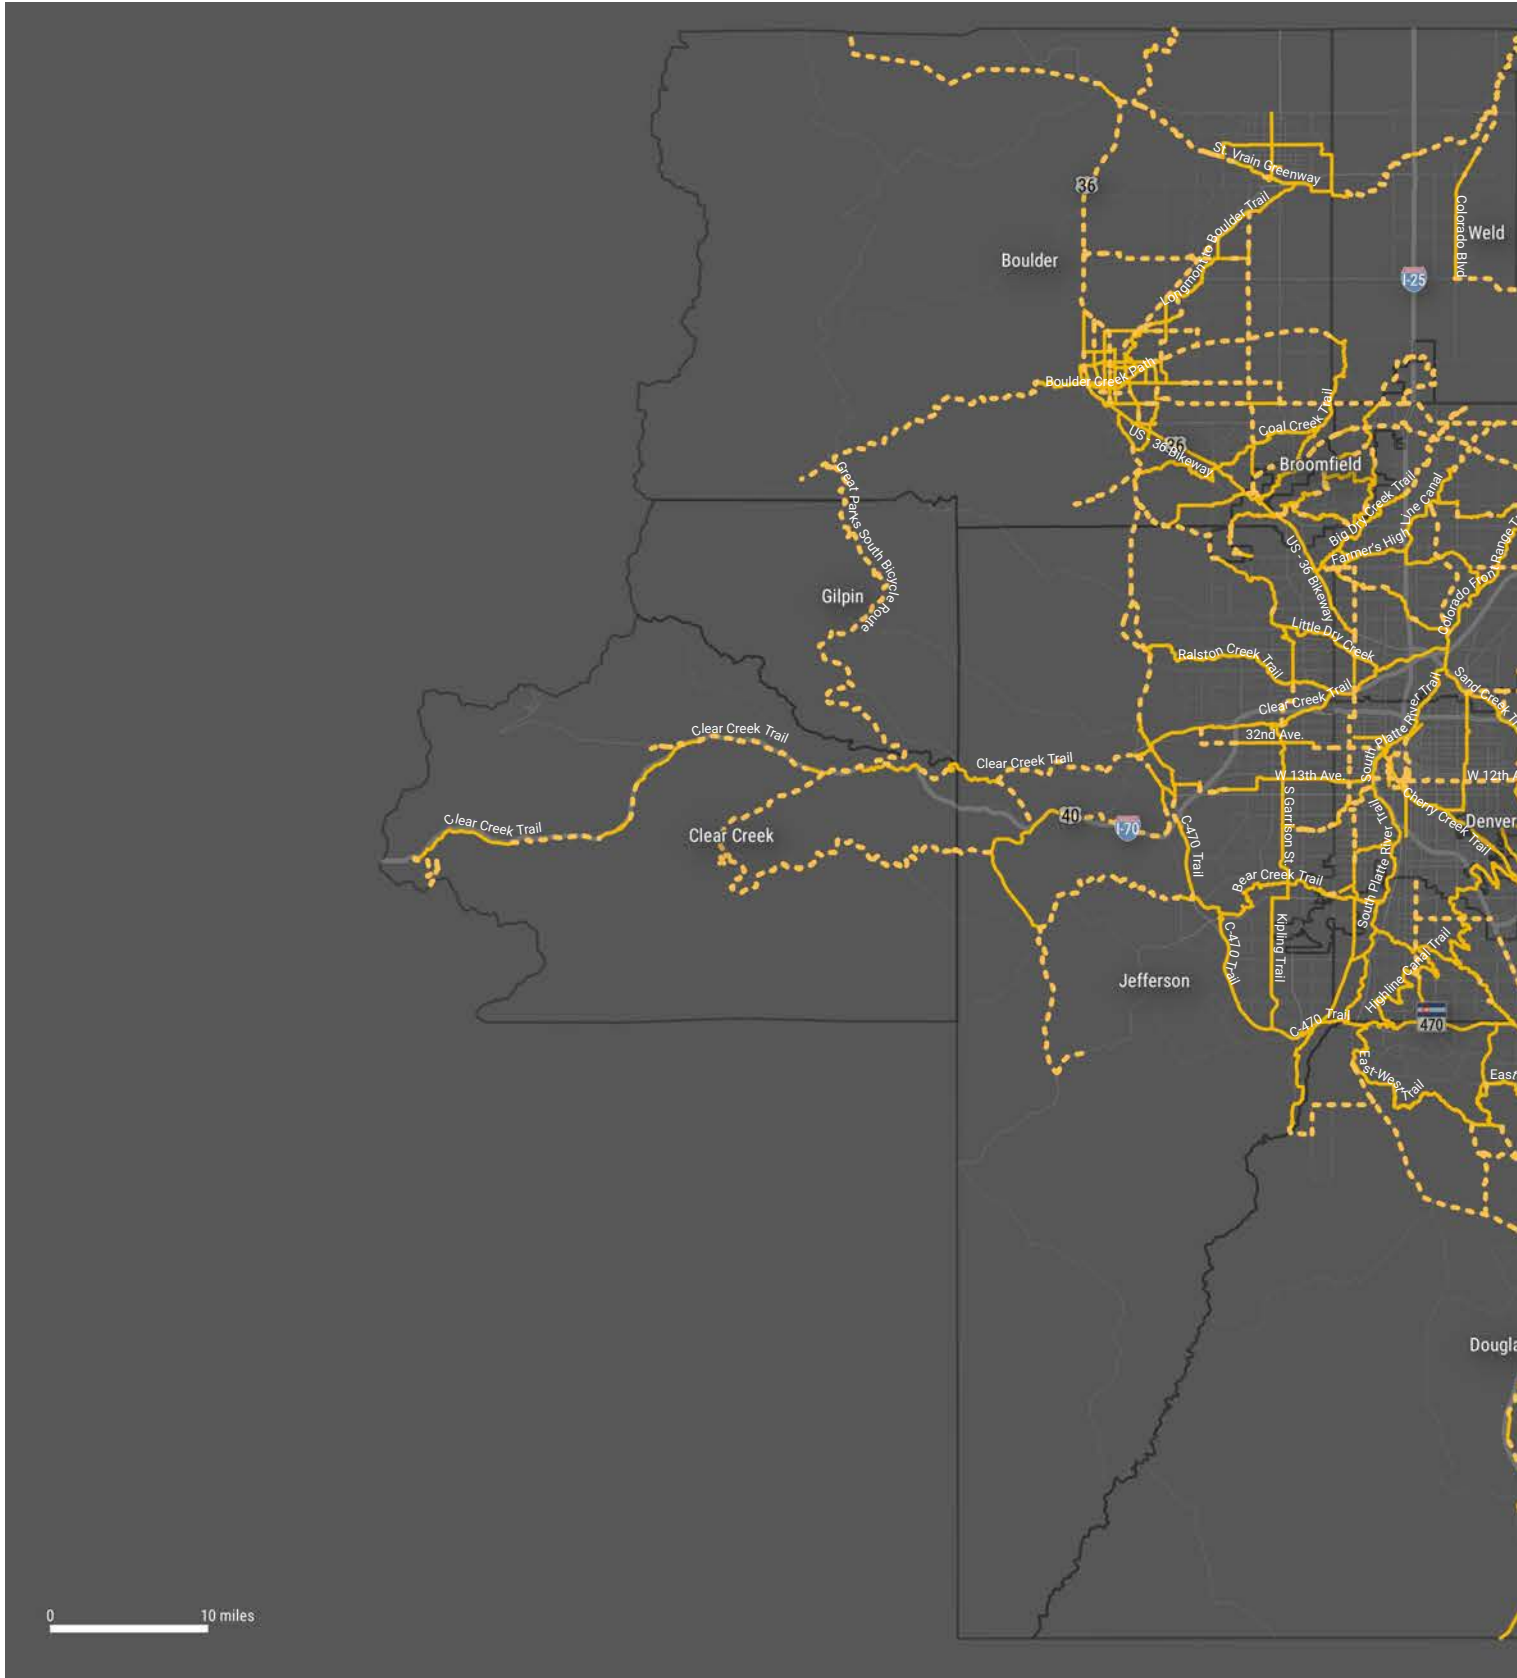 St. Vrain Greenway
36
Colorado Blvd
Weld
Longmont to Boulder Trail
Boulder
I-25
Boulder Creek Path
Coal Creek Trail
US - 36 Bikeway
36
Broomfield
Great Parks South Bicycle Route
Big Dry Creek Trail
Farmer's High Line Canal
US - 36 Bikeway
Colorado Front Range T
Gilpin
Little Dry Creek
Ralston Creek Trail
Sand Creek T
Clear Creek Trail
South Platte River Trail
Clear Creek Trail
32nd Ave.
Clear Creek Trail
W 13th Ave
W 12th A
S Garrison St
Cherry Creek Trail
40
I-70
Clear Creek Trail
Clear Creek
C-470 Trail
Denver
South Platte River Trail
Bear Creek Trail
Kipling Trail
C-470 Trail
Highline Canal Trail
Jefferson
C-470 Trail
470
East-West Trail
East
Dougla
0
10 miles